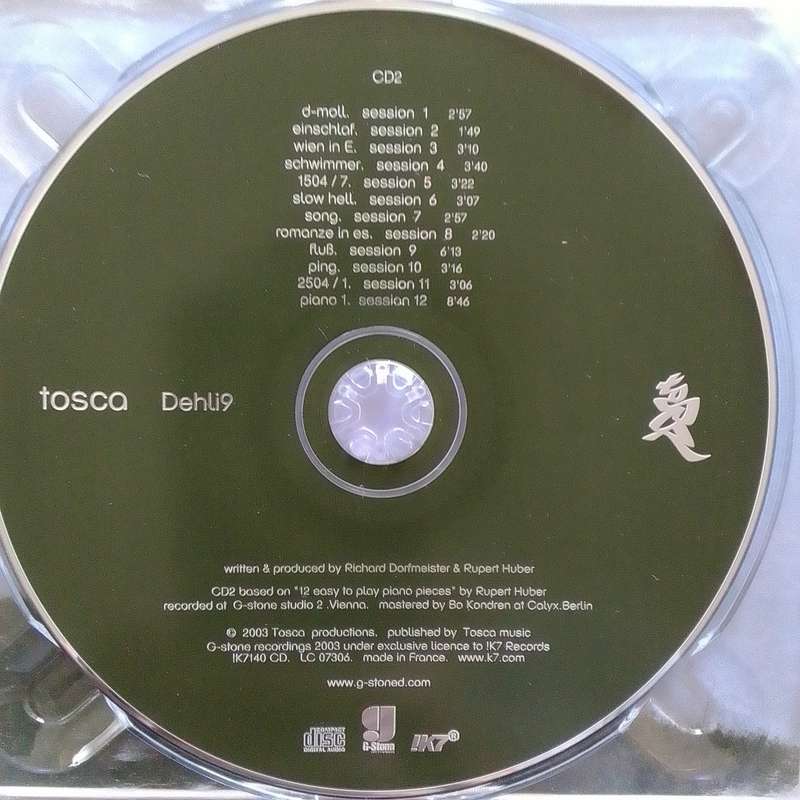 CD2
d-moll. session 1 2'57
einschlaf. session 2 1'49
wien in E. session 3 3'10
schwimmer. session 4 3'40
1504 / 7. session 5 3'22
slow hell. session 6 3'07
song. session 7 2'57
romanze in es. session 8 2'20
fluß. session 9 6'13
ping. session 10 3'16
2504 / 1. session 11 3'06
piano 1. session 12 8'46
tosca Dehli9
written & produced by Richard Dorfmeister & Rupert Huber
CD2 based on "12 easy to play piano pieces" by Rupert Huber
recorded at G-stone studio 2 .Vienna. mastered by Bo Kondren at Calyx.Berlin
© 2003 Tosca productions. published by Tosca music
G-stone recordings 2003 under exclusive licence to !K7 Records
!K7140 CD. LC 07306. made in France. www.k7.com
www.g-stoned.com
COMPACT
disc
DIGITAL AUDIO
g
G-Stone
!K7®